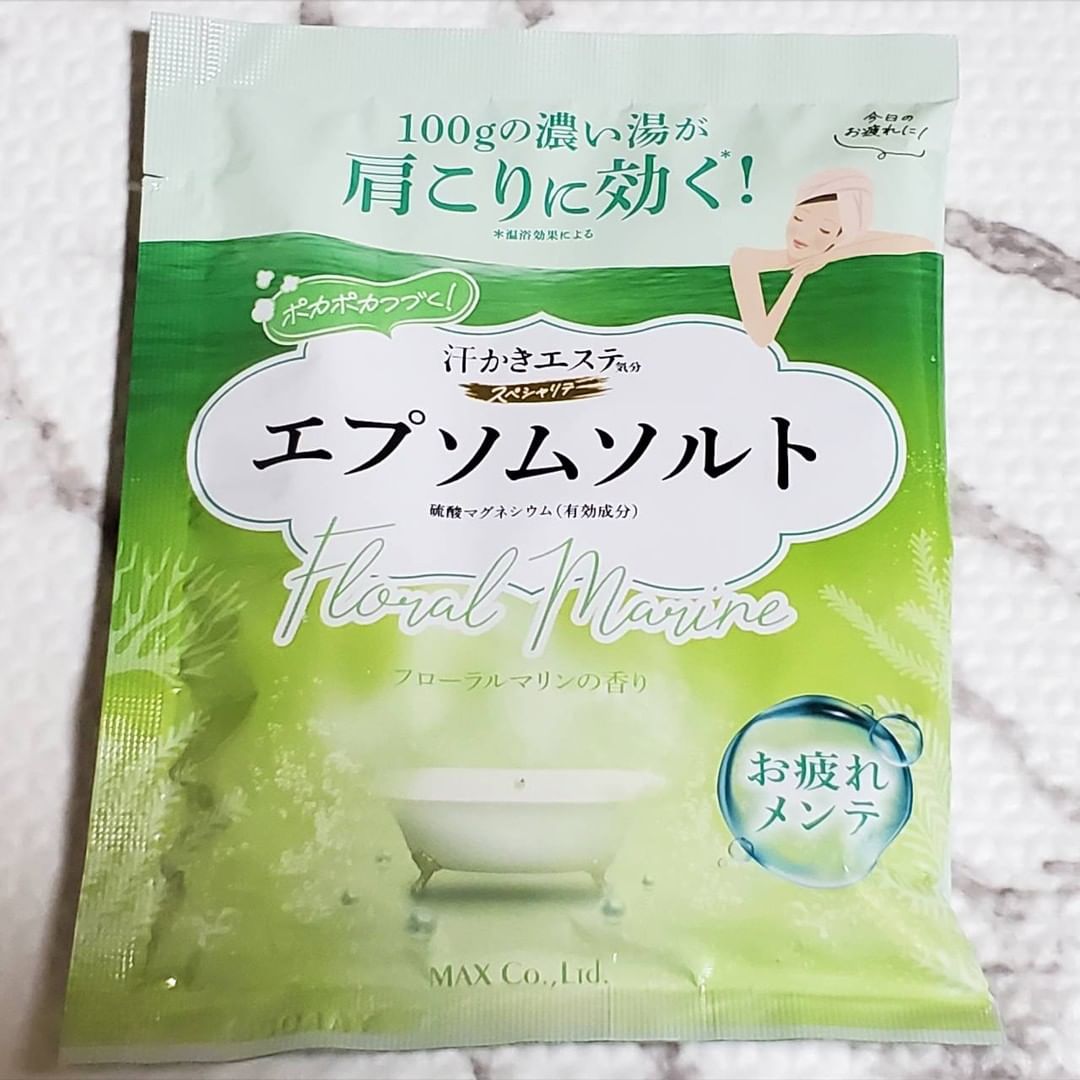 100gの濃い湯が
肩こりに効く*!
*温浴効果による
今日の
お疲れに!
ポカポカつづく!
汗かきエステ気分
スペシャリテ
エプソムソルト
硫酸マグネシウム(有効成分)
Floral Marine
フローラルマリンの香り
お疲れ
メンテ
MAX Co.,Ltd.